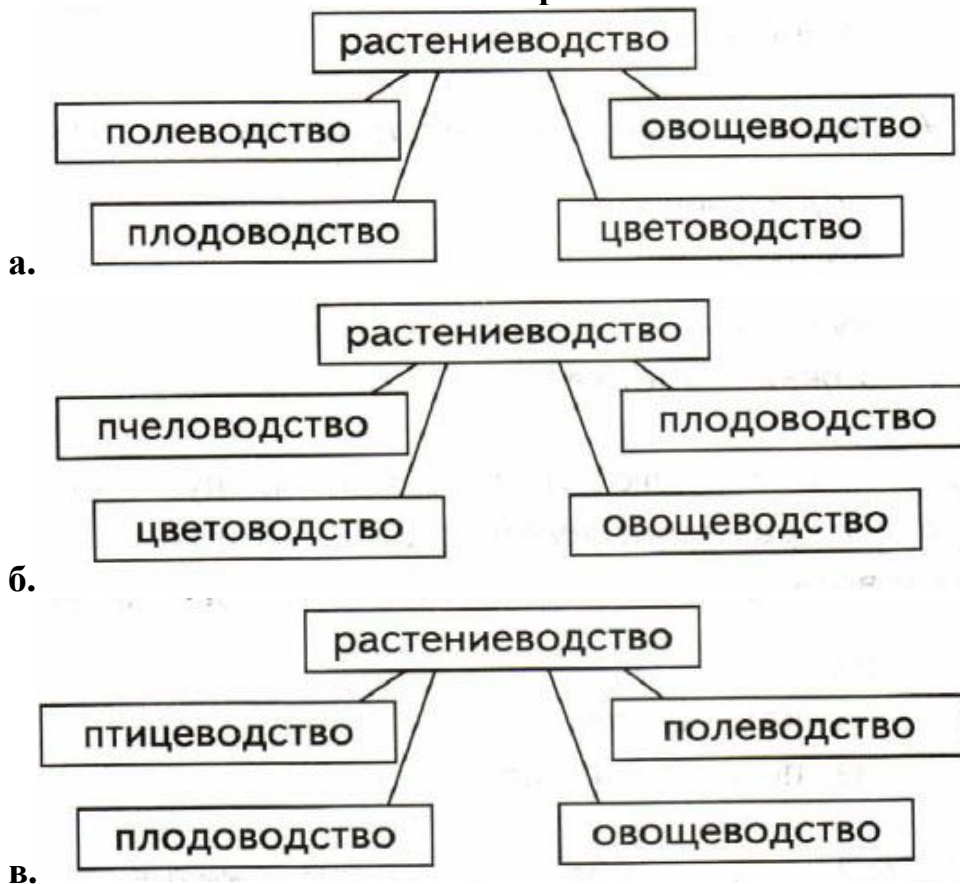 растениеводство
полеводство
овощеводство
плодоводство
цветоводство
а.
растениеводство
пчеловодство
плодоводство
цветоводство
овощеводство
б.
растениеводство
птицеводство
полеводство
плодоводство
овощеводство
в.